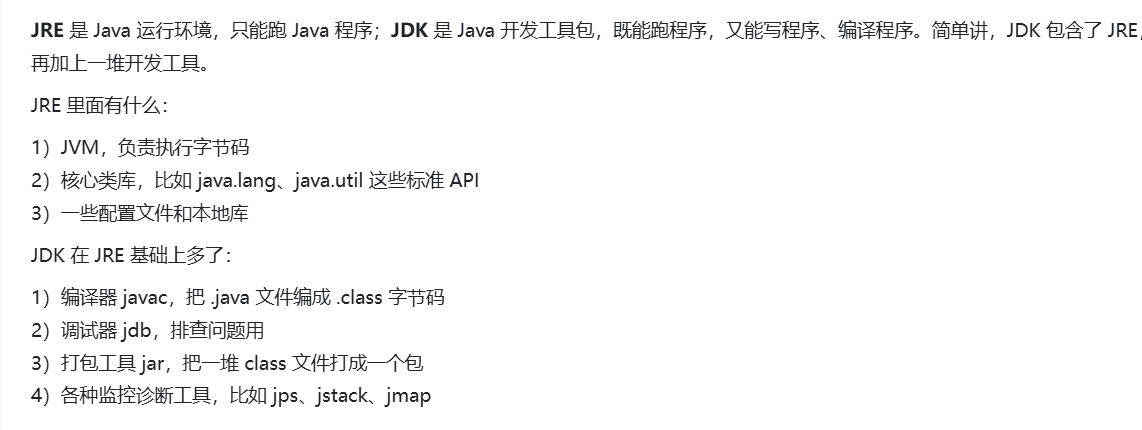 JRE 是 Java 运行环境，只能跑 Java 程序；JDK 是 Java 开发工具包，既能跑程序，又能写程序、编译程序。简单讲，JDK 包含了 JRE，
再加上一堆开发工具。
JRE 里面有什么：
1）JVM，负责执行字节码
2）核心类库，比如 java.lang、java.util 这些标准 API
3）一些配置文件和本地库
JDK 在 JRE 基础上多了：
1）编译器 javac，把 .java 文件编成 .class 字节码
2）调试器 jdb，排查问题用
3）打包工具 jar，把一堆 class 文件打成一个包
4）各种监控诊断工具，比如 jps、jstack、jmap